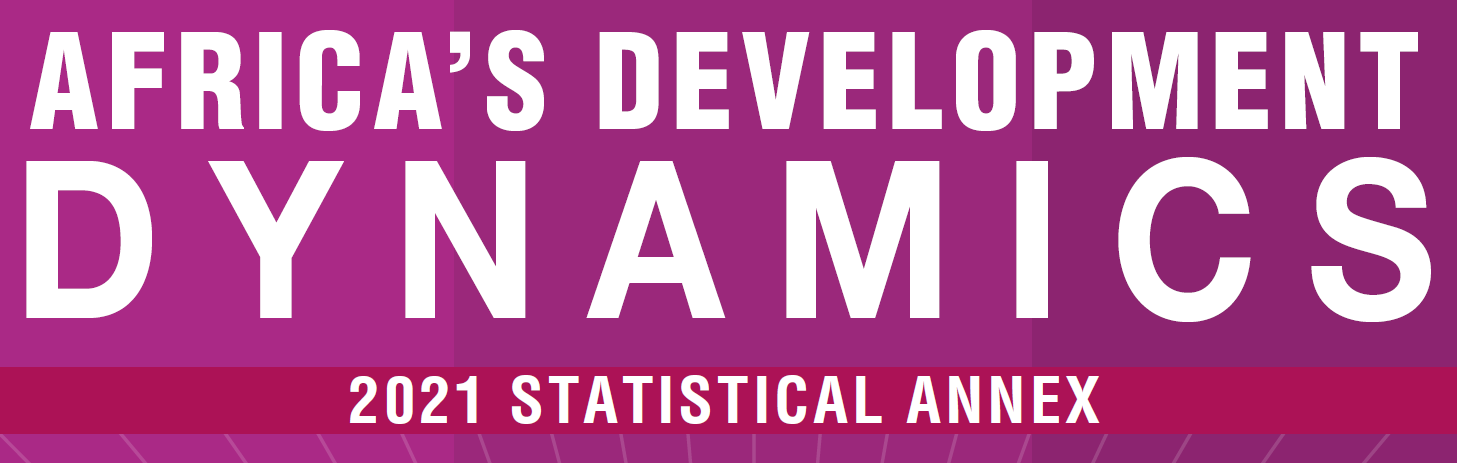 AFRICA’S DEVELOPMENT
DYNAMICS
2021 STATISTICAL ANNEX